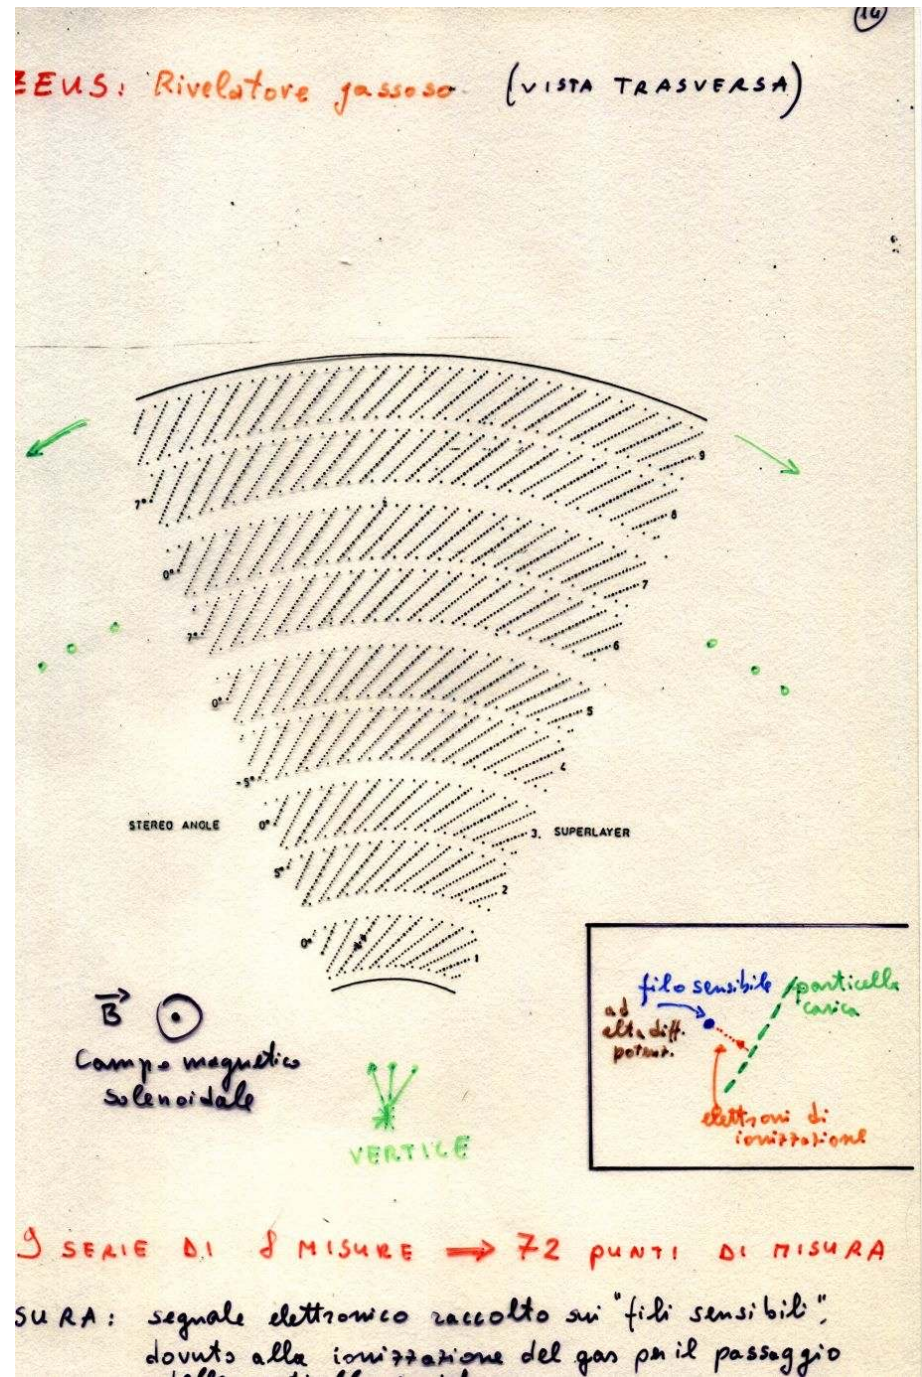 14
ZEUS: Rivelatore gassoso (VISTA TRASVERSA)
9
7°
8
0°
7
7°
6
0°
5
-5°
4
STEREO ANGLE 0° 3. SUPERLAYER
5°
2
0°
1
filo sensibile
particella
carica
ad
alta diff.
potenz.
elettroni di
ionizzazione
B
Campo magnetico
solenoidale
VERTICE
9 SERIE DI 8 MISURE → 72 PUNTI DI MISURA
SURA: segnale elettronico raccolto sui "fili sensibili",
dovuto alla ionizzazione del gas per il passaggio